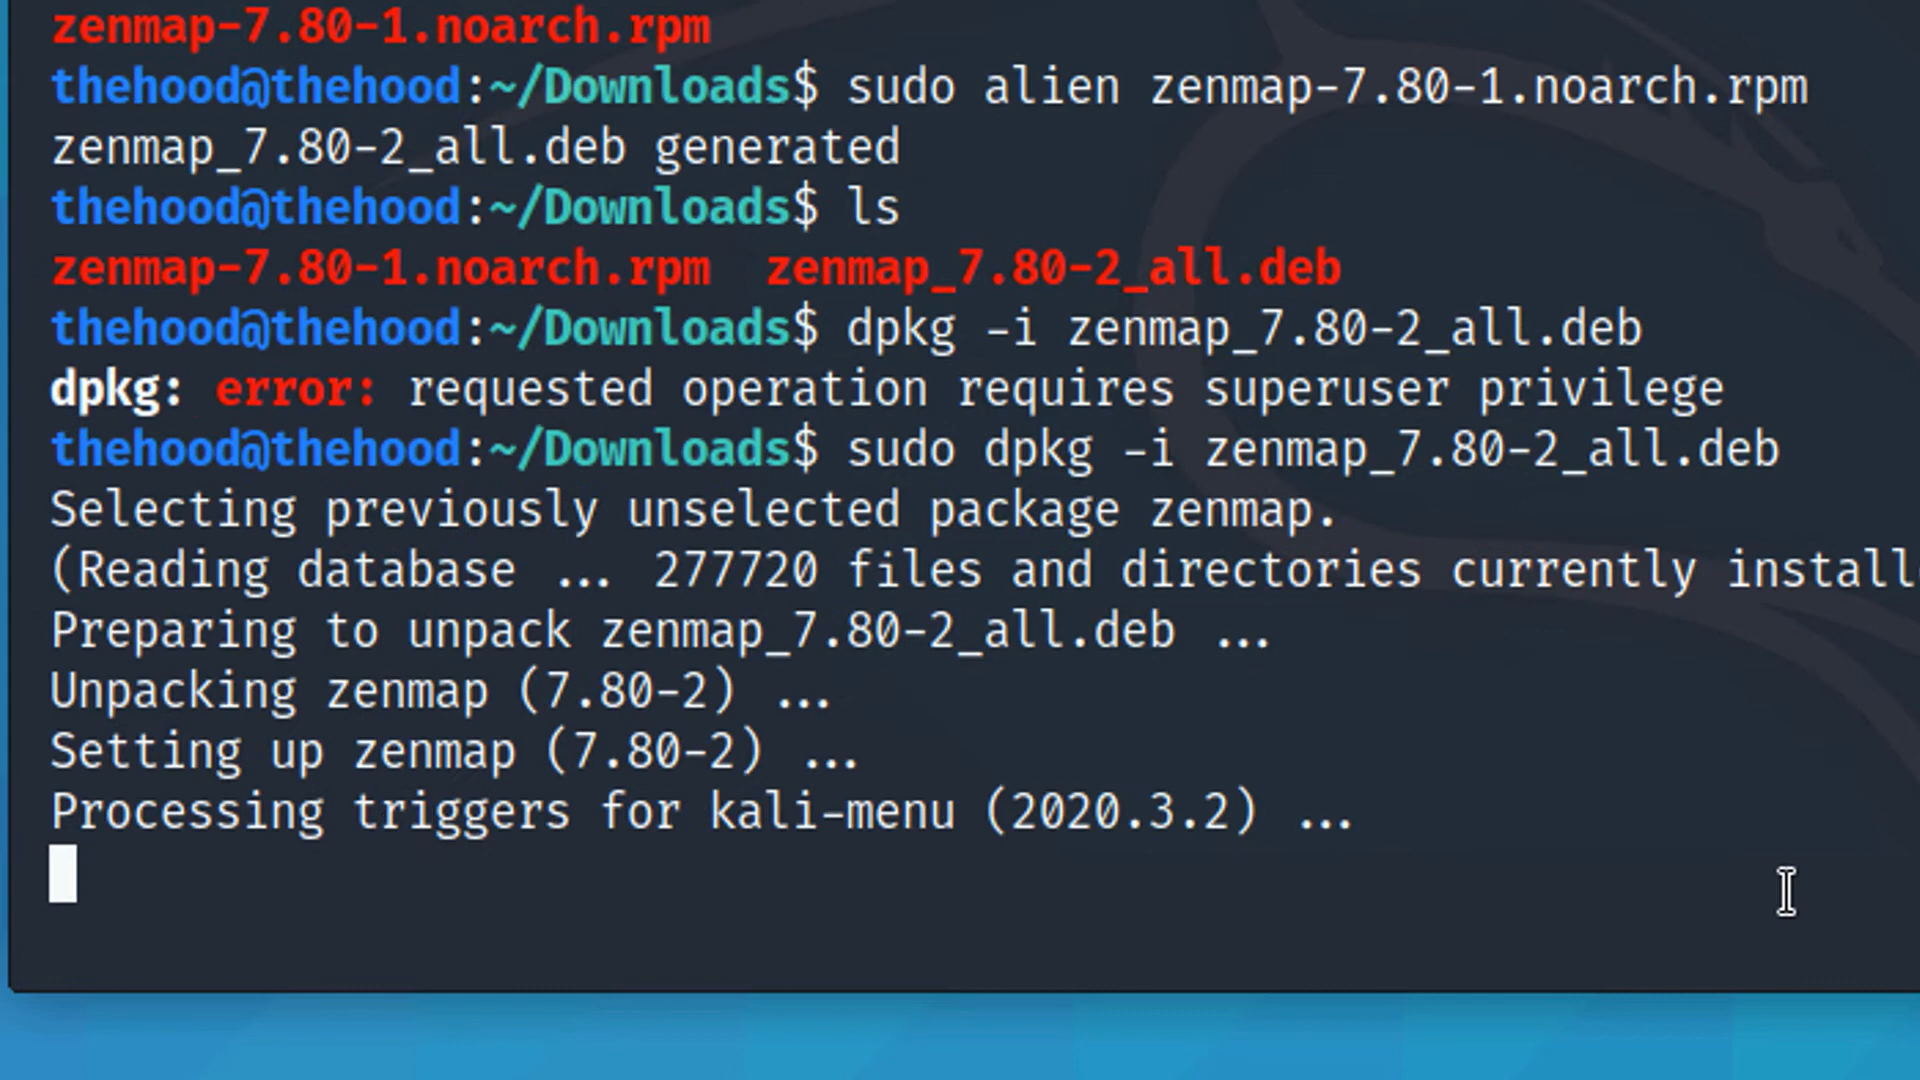 zenmap-7.80-1.noarch.rpm
thehood@thehood:~/Downloads$ sudo alien zenmap-7.80-1.noarch.rpm
zenmap_7.80-2_all.deb generated
thehood@thehood:~/Downloads$ ls
zenmap-7.80-1.noarch.rpm  zenmap_7.80-2_all.deb
thehood@thehood:~/Downloads$ dpkg -i zenmap_7.80-2_all.deb
dpkg: error: requested operation requires superuser privilege
thehood@thehood:~/Downloads$ sudo dpkg -i zenmap_7.80-2_all.deb
Selecting previously unselected package zenmap.
(Reading database ... 277720 files and directories currently install
Preparing to unpack zenmap_7.80-2_all.deb ...
Unpacking zenmap (7.80-2) ...
Setting up zenmap (7.80-2) ...
Processing triggers for kali-menu (2020.3.2) ...